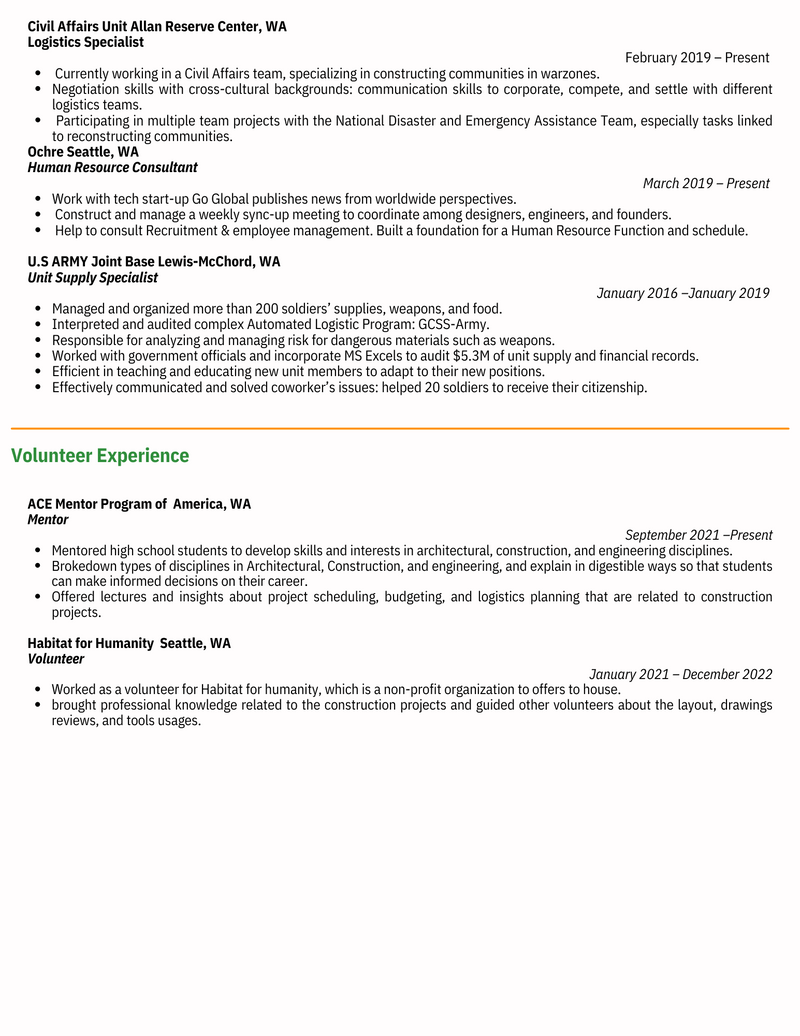 Civil Affairs Unit Allan Reserve Center, WA
Logistics Specialist
February 2019 – Present
• Currently working in a Civil Affairs team, specializing in constructing communities in warzones.
• Negotiation skills with cross-cultural backgrounds: communication skills to corporate, compete, and settle with different
logistics teams.
• Participating in multiple team projects with the National Disaster and Emergency Assistance Team, especially tasks linked
to reconstructing communities.
Ochre Seattle, WA
Human Resource Consultant
March 2019 – Present
• Work with tech start-up Go Global publishes news from worldwide perspectives.
• Construct and manage a weekly sync-up meeting to coordinate among designers, engineers, and founders.
• Help to consult Recruitment & employee management. Built a foundation for a Human Resource Function and schedule.
U.S ARMY Joint Base Lewis-McChord, WA
Unit Supply Specialist
January 2016 –January 2019
• Managed and organized more than 200 soldiers’ supplies, weapons, and food.
• Interpreted and audited complex Automated Logistic Program: GCSS-Army.
• Responsible for analyzing and managing risk for dangerous materials such as weapons.
• Worked with government officials and incorporate MS Excels to audit $5.3M of unit supply and financial records.
• Efficient in teaching and educating new unit members to adapt to their new positions.
• Effectively communicated and solved coworker’s issues: helped 20 soldiers to receive their citizenship.
Volunteer Experience
ACE Mentor Program of America, WA
Mentor
September 2021 –Present
• Mentored high school students to develop skills and interests in architectural, construction, and engineering disciplines.
• Brokedown types of disciplines in Architectural, Construction, and engineering, and explain in digestible ways so that students
can make informed decisions on their career.
• Offered lectures and insights about project scheduling, budgeting, and logistics planning that are related to construction
projects.
Habitat for Humanity Seattle, WA
Volunteer
January 2021 – December 2022
• Worked as a volunteer for Habitat for humanity, which is a non-profit organization to offers to house.
• brought professional knowledge related to the construction projects and guided other volunteers about the layout, drawings
reviews, and tools usages.